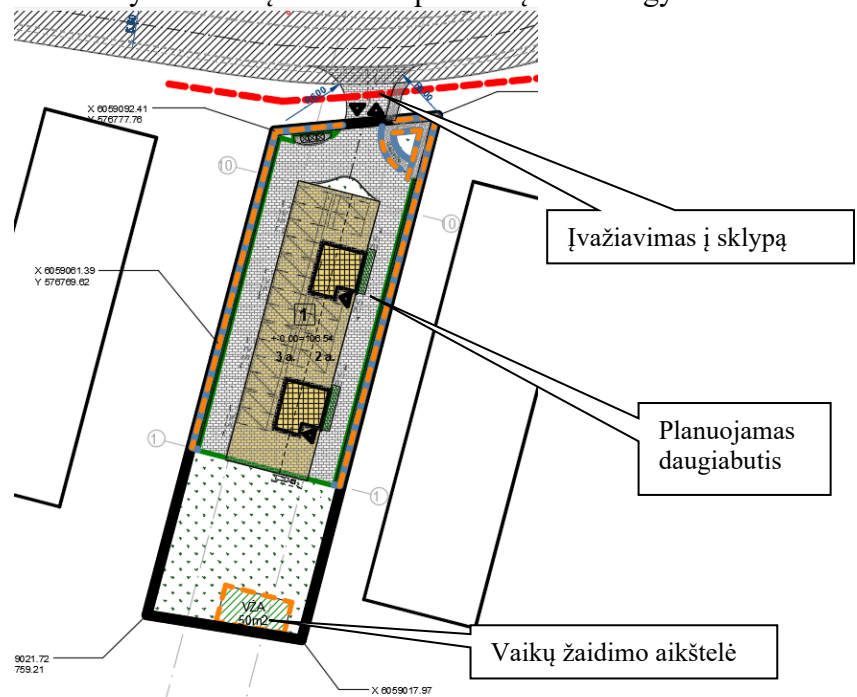 X 6059092.41
Y 576777.76
10
10
Įvažiavimas į sklypą
X 6059061.39
Y 576769.62
1
+-0.00=106.54
3 a. 2 a.
Planuojamas
daugiabutis
1
1
VŽA
50m2
Vaikų žaidimo aikštelė
9021.72
759.21
X 6059017.97